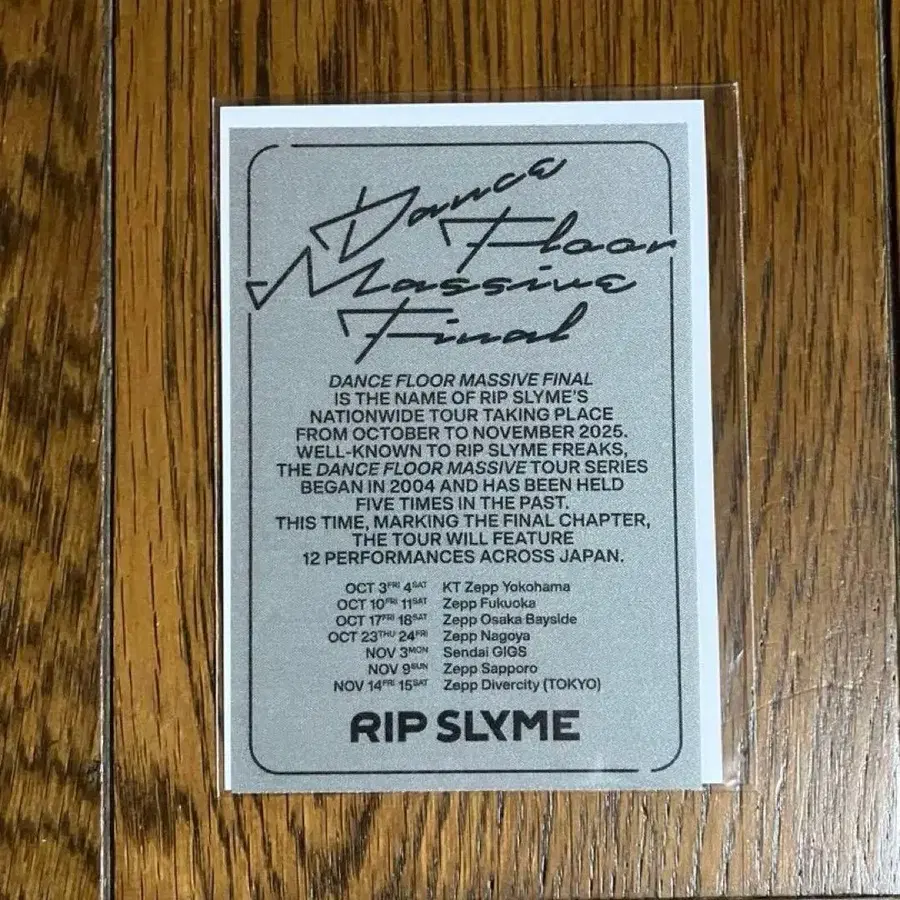 Dance
Floor
Massive
Final
DANCE FLOOR MASSIVE FINAL
IS THE NAME OF RIP SLYME'S
NATIONWIDE TOUR TAKING PLACE
FROM OCTOBER TO NOVEMBER 2025.
WELL-KNOWN TO RIP SLYME FREAKS,
THE DANCE FLOOR MASSIVE TOUR SERIES
BEGAN IN 2004 AND HAS BEEN HELD
FIVE TIMES IN THE PAST.
THIS TIME, MARKING THE FINAL CHAPTER,
THE TOUR WILL FEATURE
12 PERFORMANCES ACROSS JAPAN.
OCT 3FRI 4SAT KT Zepp Yokohama
OCT 10FRI 11SAT Zepp Fukuoka
OCT 17FRI 18SAT Zepp Osaka Bayside
OCT 23THU 24FRI Zepp Nagoya
NOV 3MON Sendai GIGS
NOV 9SUN Zepp Sapporo
NOV 14FRI 15SAT Zepp Divercity (TOKYO)
RIP SLYME